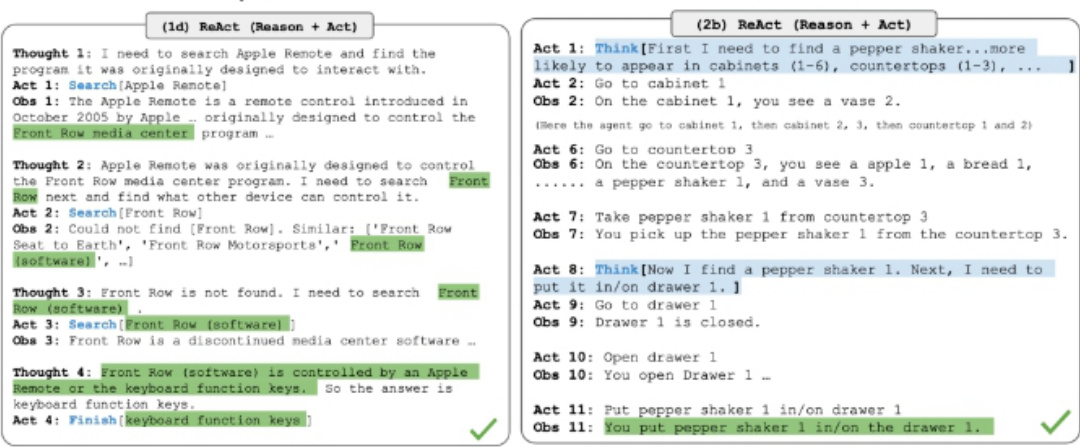 (1d) ReAct (Reason + Act)
Thought 1: I need to search Apple Remote and find the
program it was originally designed to interact with.
Act 1: Search[Apple Remote]
Obs 1: The Apple Remote is a remote control introduced in
October 2005 by Apple … originally designed to control the
Front Row media center program …
Thought 2: Apple Remote was originally designed to control
the Front Row media center program. I need to search Front
Row next and find what other device can control it.
Act 2: Search[Front Row]
Obs 2: Could not find [Front Row]. Similar: ['Front Row
Seat to Earth', 'Front Row Motorsports',' Front Row
(software)', …]
Thought 3: Front Row is not found. I need to search Front
Row (software) .
Act 3: Search[Front Row (software)]
Obs 3: Front Row is a discontinued media center software …
Thought 4: Front Row (software) is controlled by an Apple
Remote or the keyboard function keys. So the answer is
keyboard function keys.
Act 4: Finish[keyboard function keys]
(2b) ReAct (Reason + Act)
Act 1: Think[First I need to find a pepper shaker...more
likely to appear in cabinets (1-6), countertops (1-3), ... ]
Act 2: Go to cabinet 1
Obs 2: On the cabinet 1, you see a vase 2.
(Here the agent go to cabinet 1, then cabinet 2, 3, then countertop 1 and 2)
Act 6: Go to countertop 3
Obs 6: On the countertop 3, you see a apple 1, a bread 1,
...... a pepper shaker 1, and a vase 3.
Act 7: Take pepper shaker 1 from countertop 3
Obs 7: You pick up the pepper shaker 1 from the countertop 3.
Act 8: Think[Now I find a pepper shaker 1. Next, I need to
put it in/on drawer 1. ]
Act 9: Go to drawer 1
Obs 9: Drawer 1 is closed.
Act 10: Open drawer 1
Obs 10: You open Drawer 1 …
Act 11: Put pepper shaker 1 in/on drawer 1
Obs 11: You put pepper shaker 1 in/on the drawer 1.